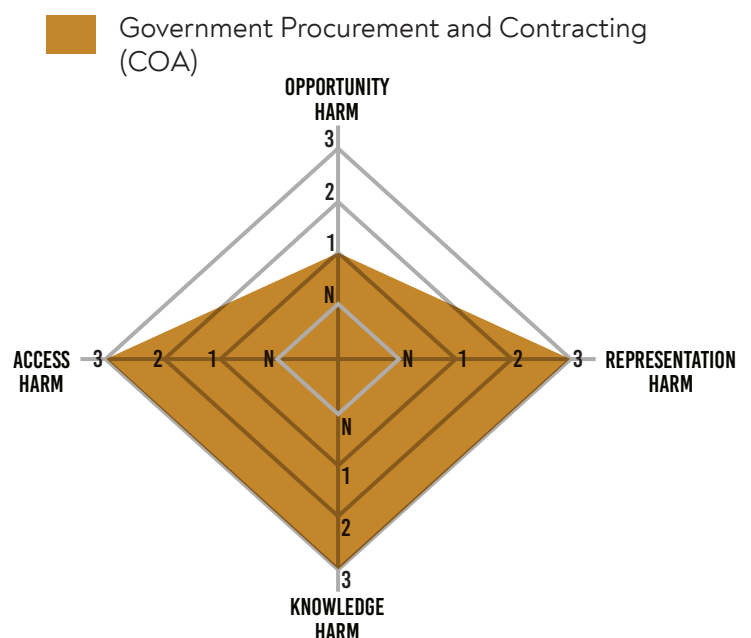 Government Procurement and Contracting
(COA)
OPPORTUNITY
HARM
3
2
1
N
ACCESS
HARM
3 2 1 N N 1 2 3
REPRESENTATION
HARM
N
1
2
3
KNOWLEDGE
HARM